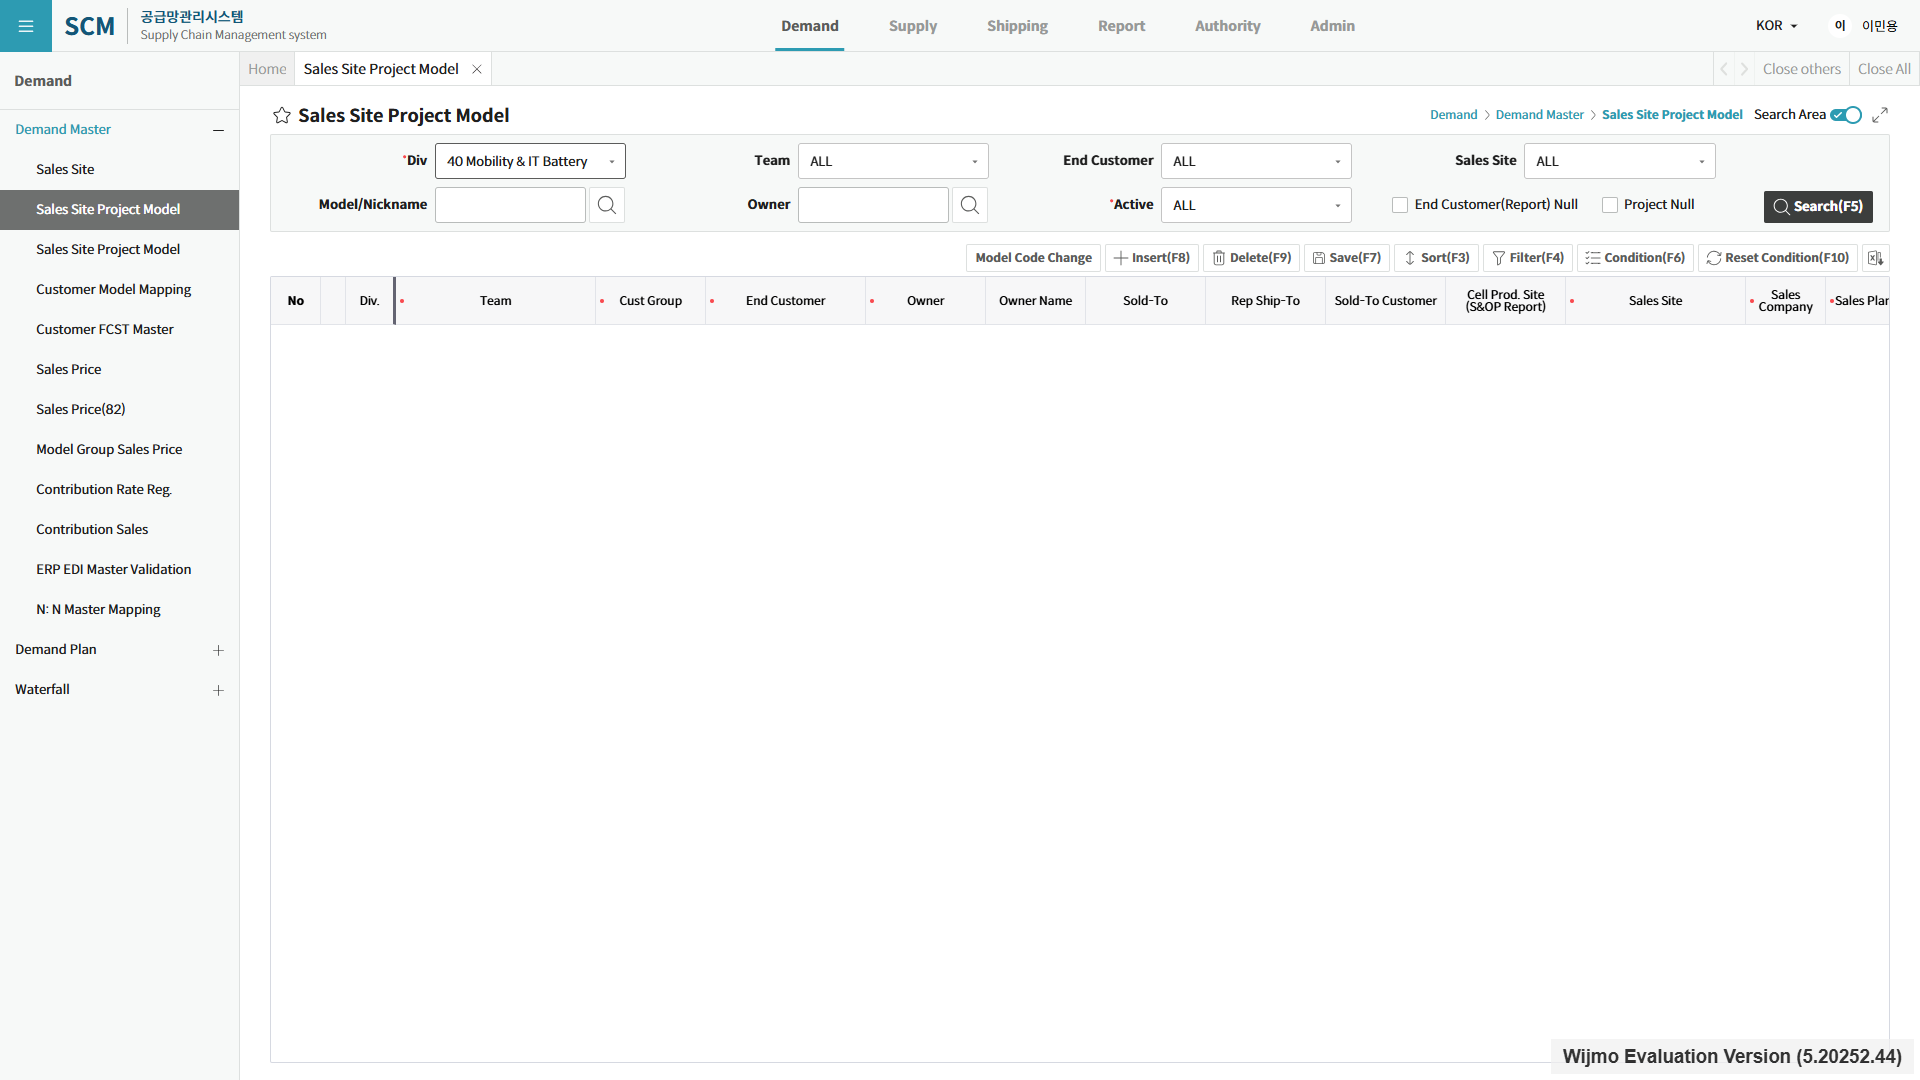 SCM
공급망관리시스템
Supply Chain Management system
Demand
Supply
Shipping
Report
Authority
Admin
KOR
이
이민용
Demand
Home
Sales Site Project Model
Close others
Close All
Demand Master
Sales Site
Sales Site Project Model
Sales Site Project Model
Customer Model Mapping
Customer FCST Master
Sales Price
Sales Price(82)
Model Group Sales Price
Contribution Rate Reg.
Contribution Sales
ERP EDI Master Validation
N: N Master Mapping
Demand Plan
Waterfall
Sales Site Project Model
Demand > Demand Master > Sales Site Project Model
Search Area
*Div
40 Mobility & IT Battery
Team
ALL
End Customer
ALL
Sales Site
ALL
Model/Nickname
Owner
*Active
ALL
End Customer(Report) Null
Project Null
Search(F5)
Model Code Change
Insert(F8)
Delete(F9)
Save(F7)
Sort(F3)
Filter(F4)
Condition(F6)
Reset Condition(F10)
No
Div.
Team
Cust Group
End Customer
Owner
Owner Name
Sold-To
Rep Ship-To
Sold-To Customer
Cell Prod. Site
(S&OP Report)
Sales Site
Sales
Company
Sales Plan
Wijmo Evaluation Version (5.20252.44)